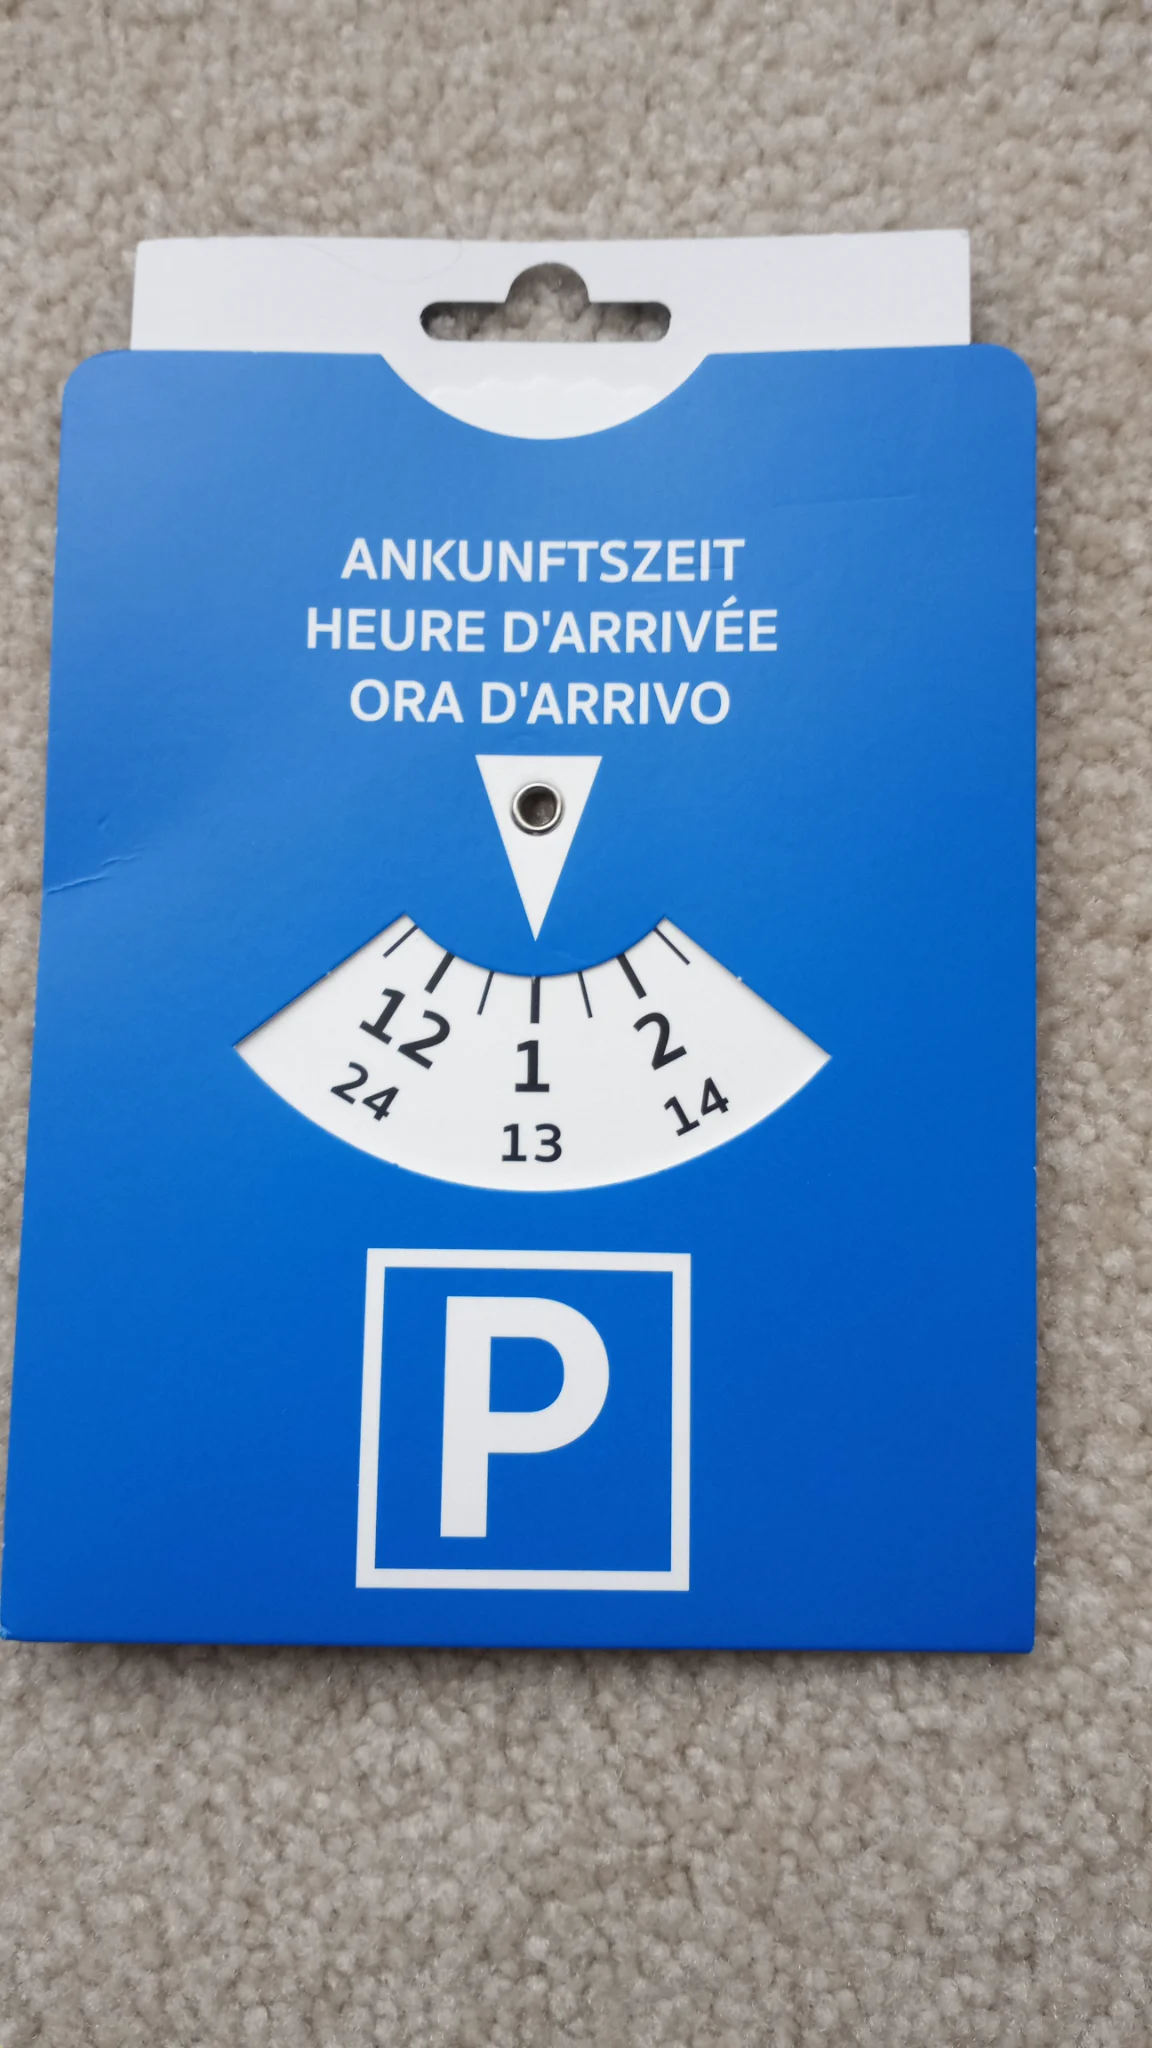 ANKUNFTSZEIT
HEURE D'ARRIVÉE
ORA D'ARRIVO
12 1 2
24 13 14
P